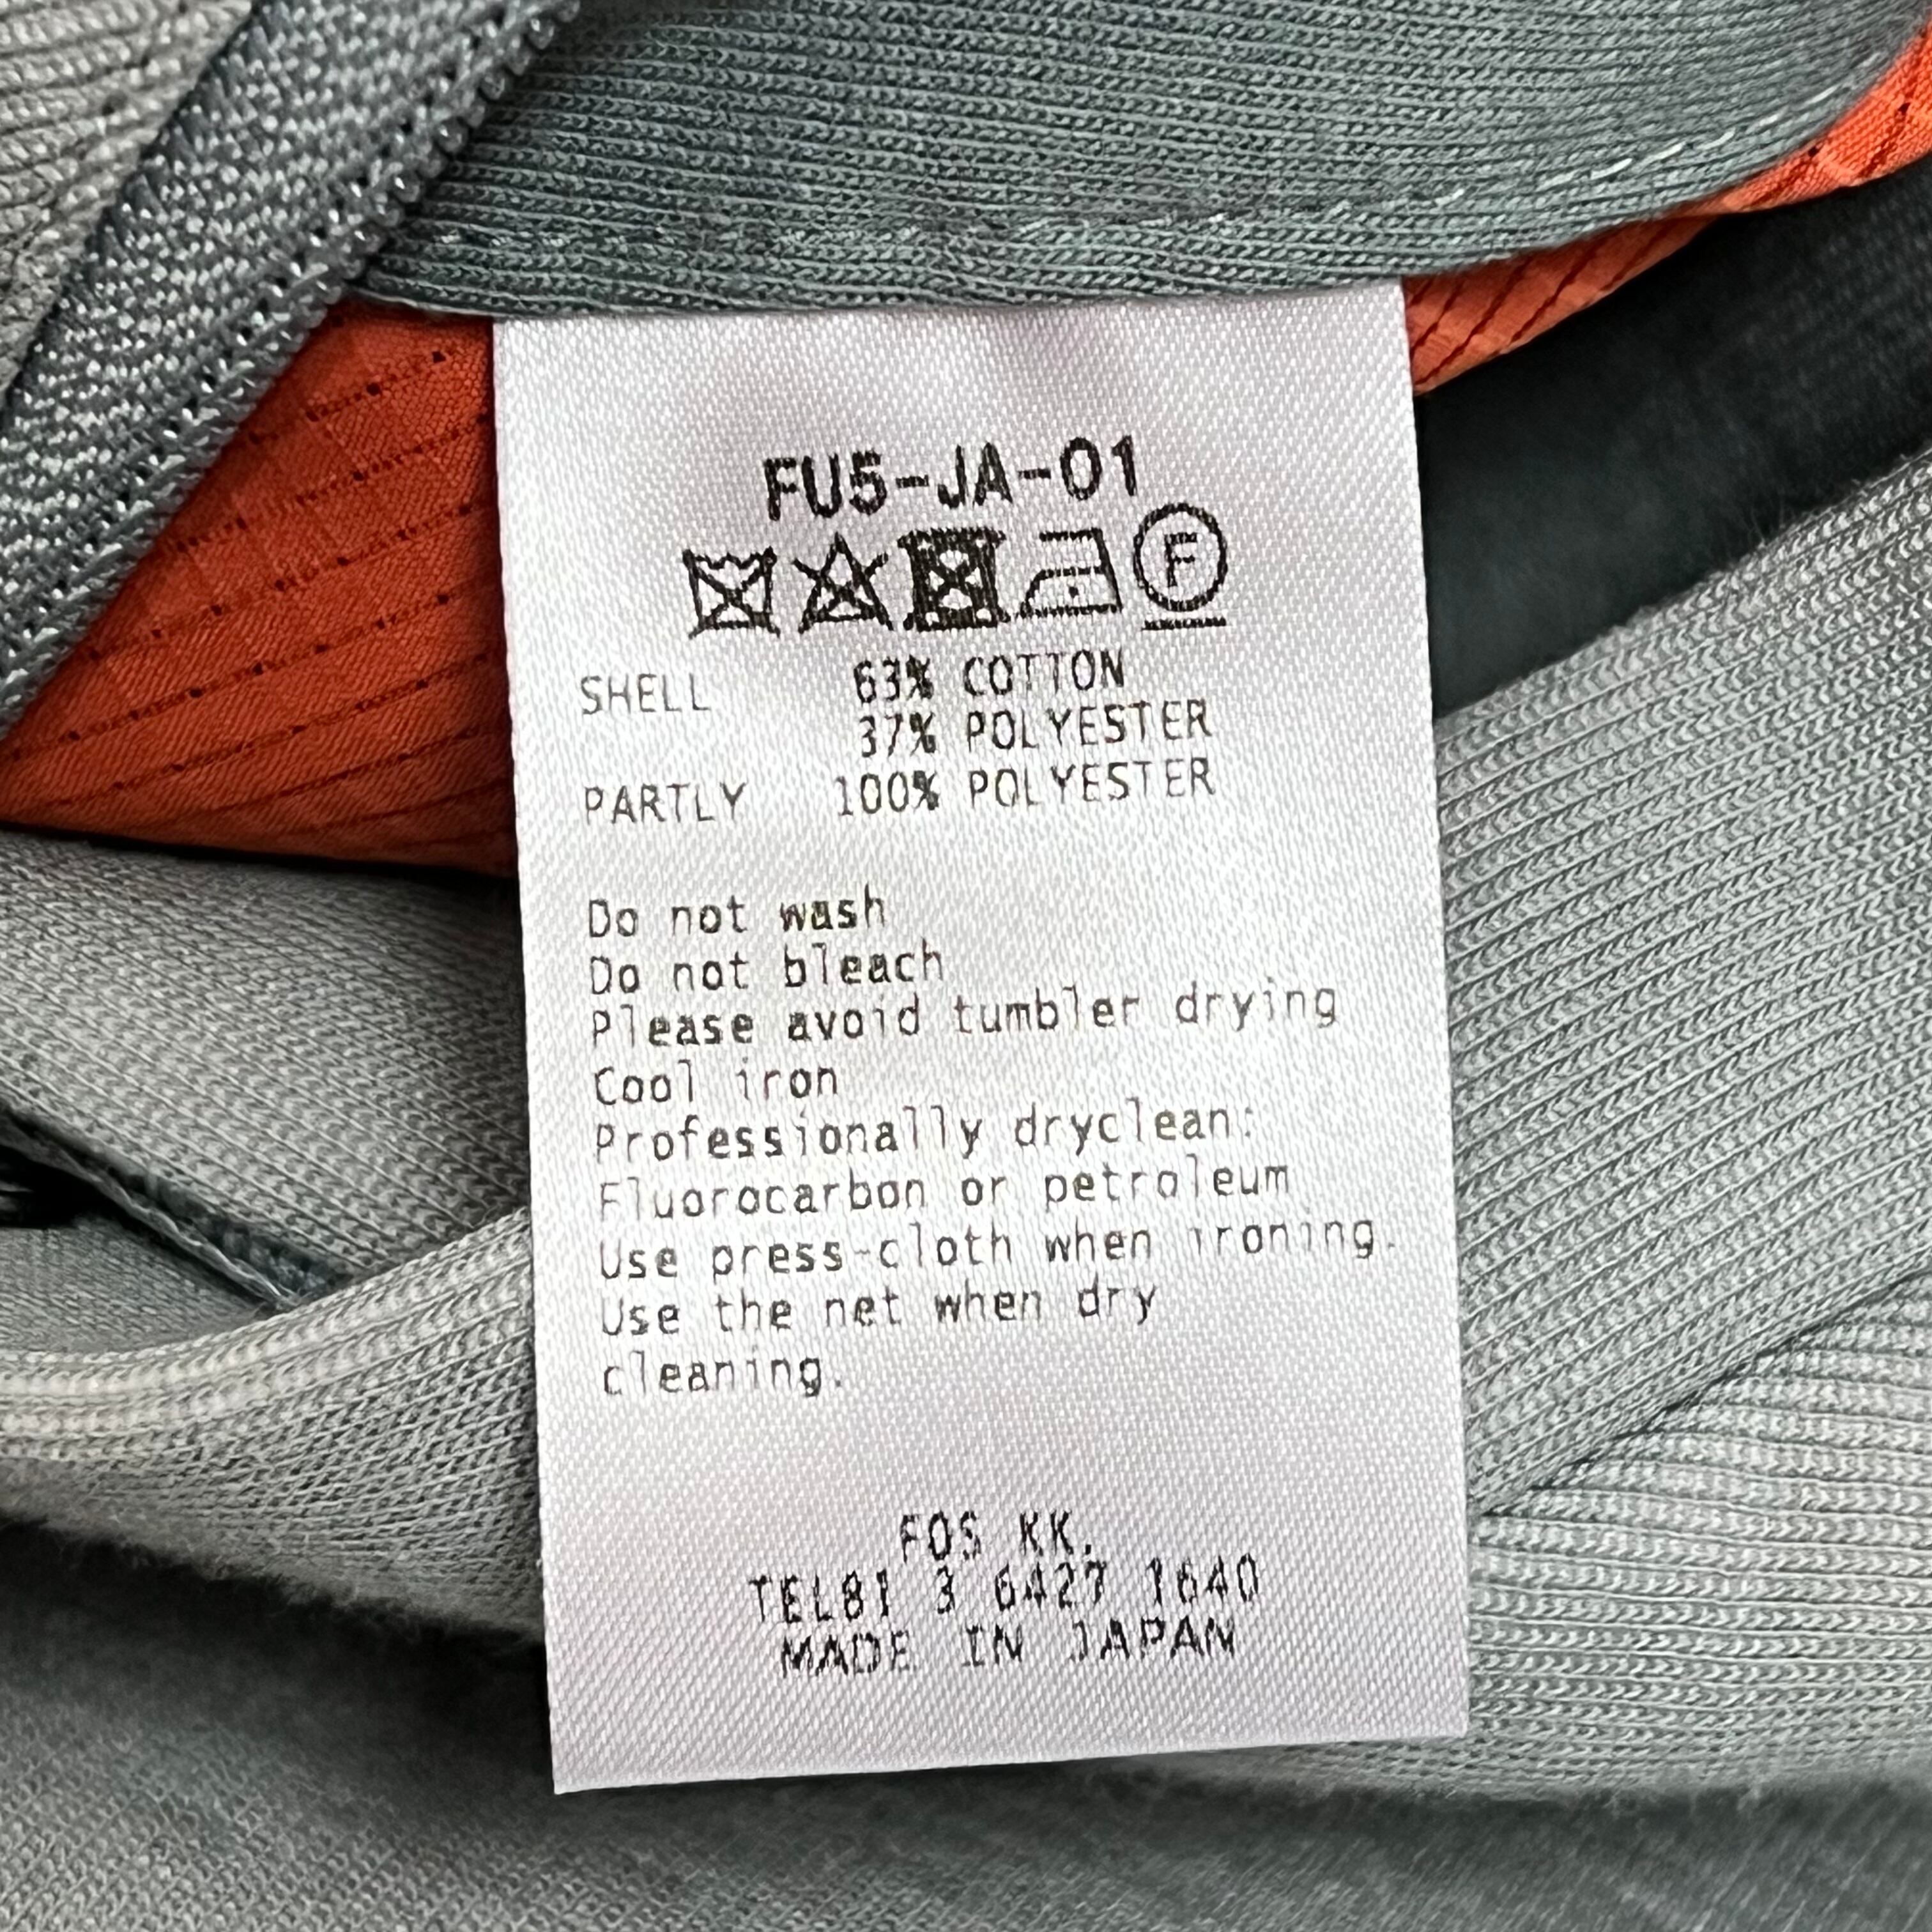 FU5-JA-01
F
SHELL 63% COTTON
37% POLYESTER
PARTLY 100% POLYESTER
Do not wash
Do not bleach
Please avoid tumbler drying
Cool iron
Professionally dryclean:
Fluorocarbon or petroleum
Use press-cloth when ironing.
Use the net when dry
cleaning.
FOS KK.
TEL81 3 6427 1640
MADE IN JAPAN